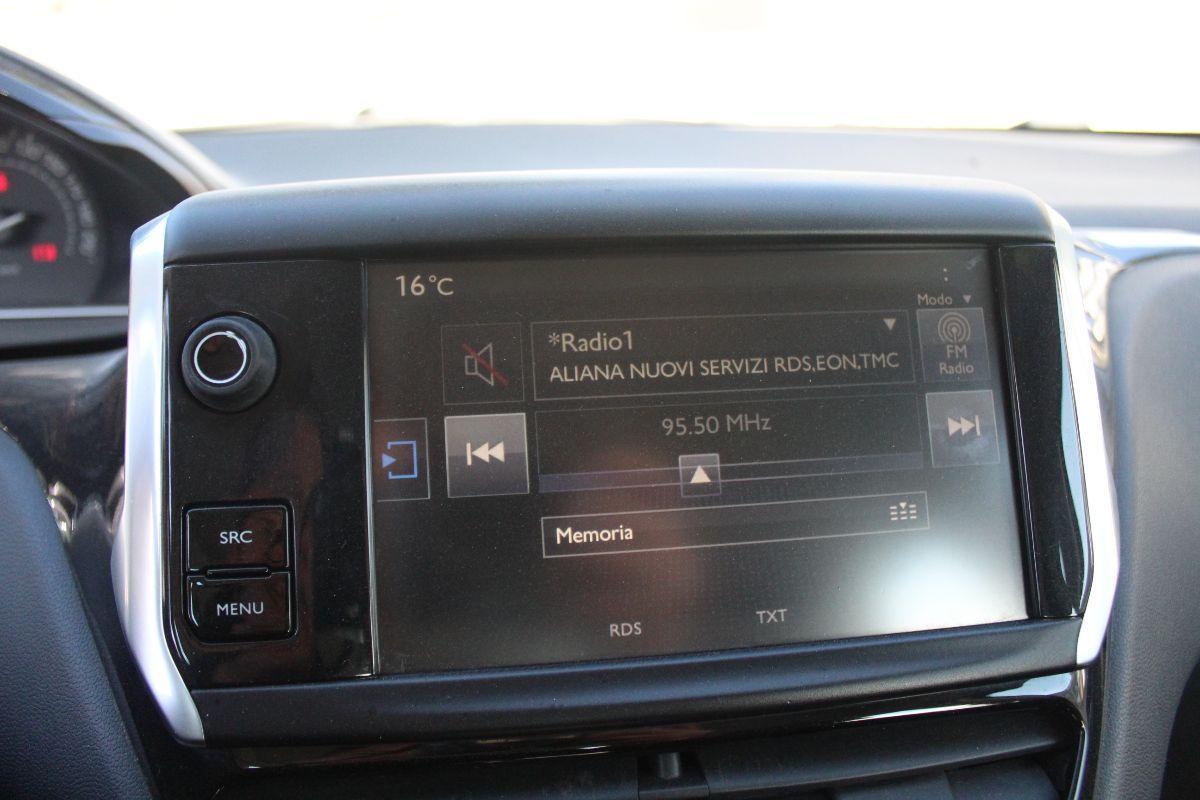 16°C
Modo
*Radio1
ALIANA NUOVI SERVIZI RDS,EON,TMC
FM
Radio
95.50 MHz
SRC
Memoria
MENU
RDS
TXT